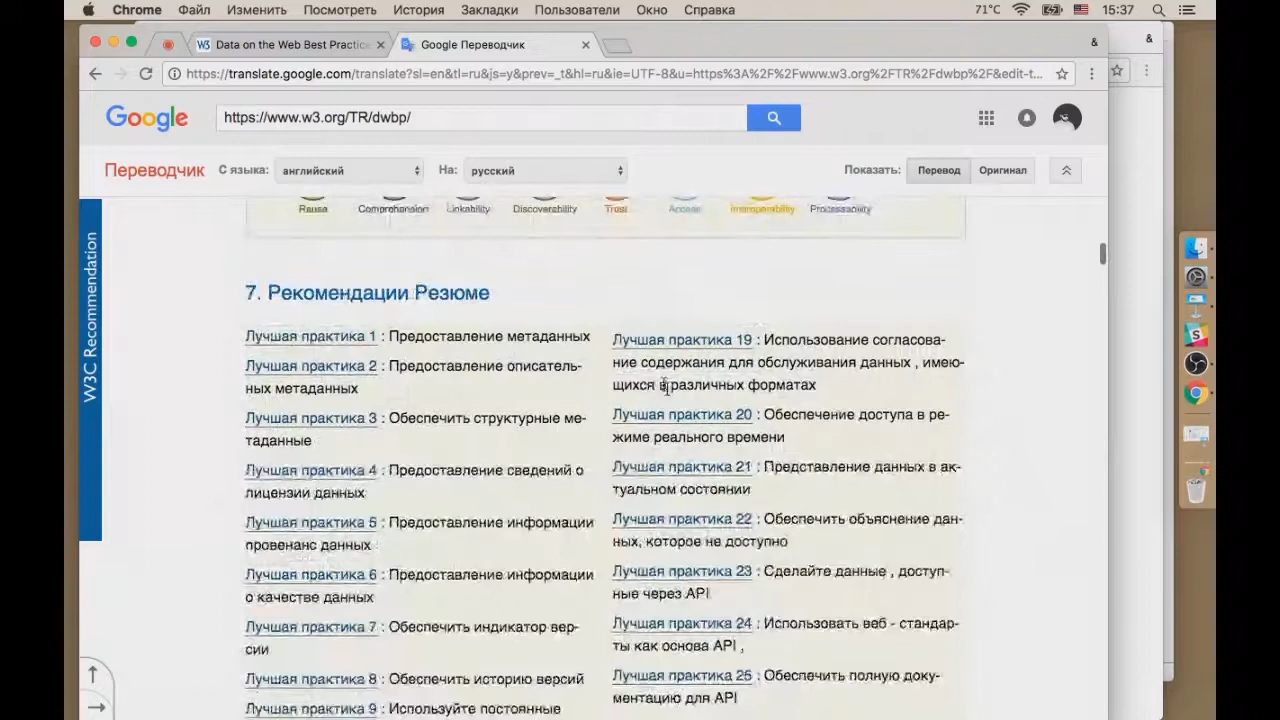 Chrome Файл Изменить Посмотреть История Закладки Пользователи Окно Справка 71°C 15:37
W3 Data on the Web Best Practice × Google Переводчик ×
https://translate.google.com/translate?sl=en&tl=ru&js=y&prev=_t&hl=ru&ie=UTF-8&u=https%3A%2F%2Fwww.w3.org%2FTR%2Fdwbp%2F&edit-t...
Google https://www.w3.org/TR/dwbp/
Переводчик С языка: английский На: русский Показать: Перевод Оригинал
Reuse Comprehension Linkability Discoverability Trust Access Interoperability Processability
W3C Recommendation
7. Рекомендации Резюме
Лучшая практика 1 : Предоставление метаданных
Лучшая практика 2 : Предоставление описатель-
ных метаданных
Лучшая практика 3 : Обеспечить структурные ме-
таданные
Лучшая практика 4 : Предоставление сведений о
лицензии данных
Лучшая практика 5 : Предоставление информации
провенанс данных
Лучшая практика 6 : Предоставление информации
о качестве данных
Лучшая практика 7 : Обеспечить индикатор вер-
сии
Лучшая практика 8 : Обеспечить историю версий
Лучшая практика 9 : Используйте постоянные
Лучшая практика 19 : Использование согласова-
ние содержания для обслуживания данных , имею-
щихся в различных форматах
Лучшая практика 20 : Обеспечение доступа в ре-
жиме реального времени
Лучшая практика 21 : Представление данных в ак-
туальном состоянии
Лучшая практика 22 : Обеспечить объяснение дан-
ных, которое не доступно
Лучшая практика 23 : Сделайте данные , доступ-
ные через API
Лучшая практика 24 : Использовать веб - стандар-
ты как основа API ,
Лучшая практика 25 : Обеспечить полную доку-
ментацию для API